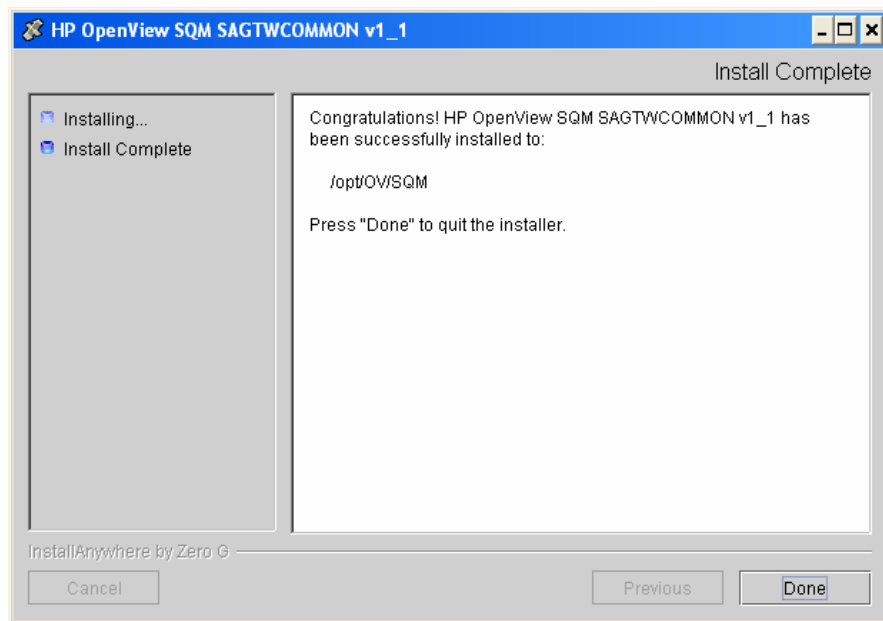 HP OpenView SQM SAGTWCOMMON v1_1
Install Complete
Installing...
Install Complete
Congratulations! HP OpenView SQM SAGTWCOMMON v1_1 has
been successfully installed to:
/opt/OV/SQM
Press "Done" to quit the installer.
InstallAnywhere by Zero G
Cancel
Previous
Done